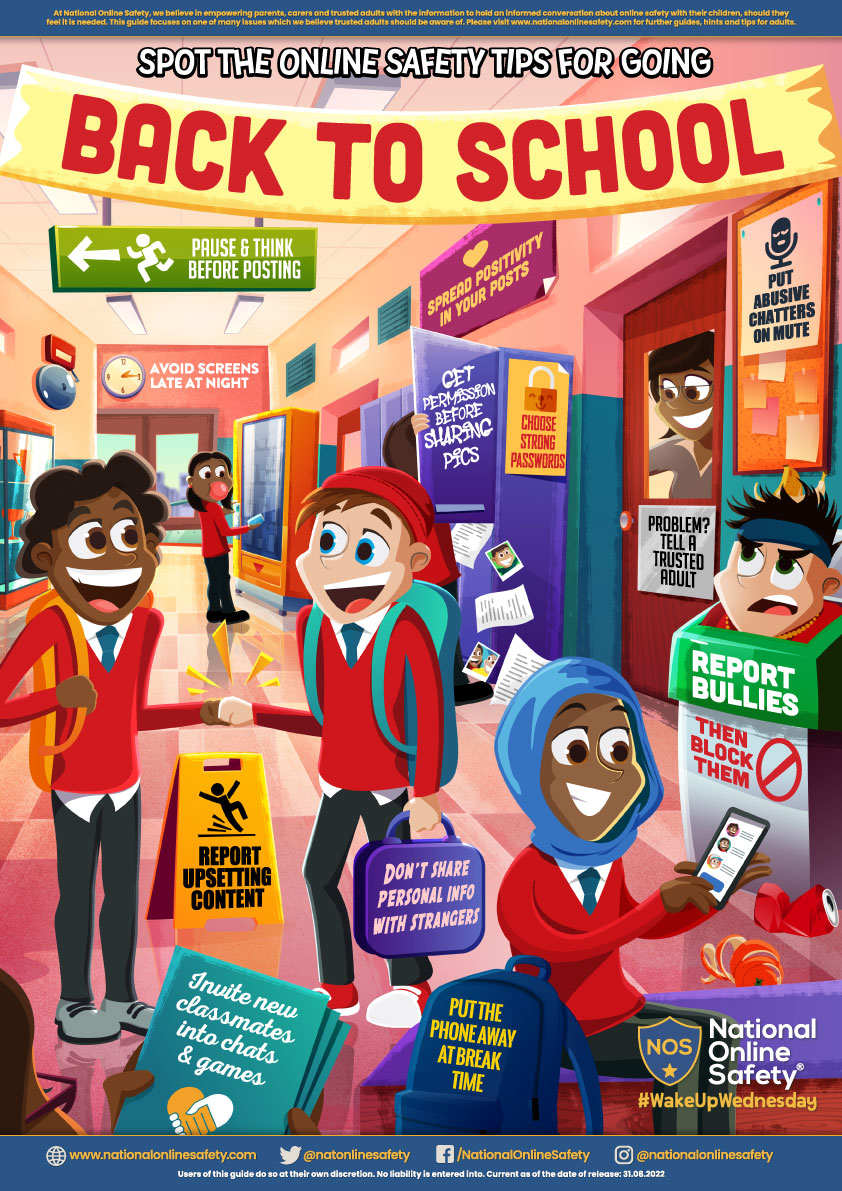 At National Online Safety, we believe in empowering parents, carers and trusted adults with the information to hold an informed conversation about online safety with their children, should they
feel it is needed. This guide focuses on one of many issues which we believe trusted adults should be aware of. Please visit www.nationalonlinesafety.com for further guides, hints and tips for adults.
SPOT THE ONLINE SAFETY TIPS FOR GOING
BACK TO SCHOOL
PAUSE & THINK
BEFORE POSTING
SPREAD POSITIVITY
IN YOUR POSTS
PUT
ABUSIVE
CHATTERS
ON MUTE
12
AVOID SCREENS
LATE AT NIGHT
GET
PERMISSION
BEFORE
SHARING
PICS
CHOOSE
STRONG
PASSWORDS
PROBLEM?
TELL A
TRUSTED
ADULT
REPORT
BULLIES
THEN
BLOCK
THEM
REPORT
UPSETTING
CONTENT
DON'T SHARE
PERSONAL INFO
WITH STRANGERS
Invite new
classmates
into chats
& games
PUT THE
PHONE AWAY
AT BREAK
TIME
NOS
National
Online
Safety®
#WakeUpWednesday
www.nationalonlinesafety.com
@natonlinesafety
/NationalOnlineSafety
@nationalonlinesafety
Users of this guide do so at their own discretion. No liability is entered into. Current as of the date of release: 31.08.2022